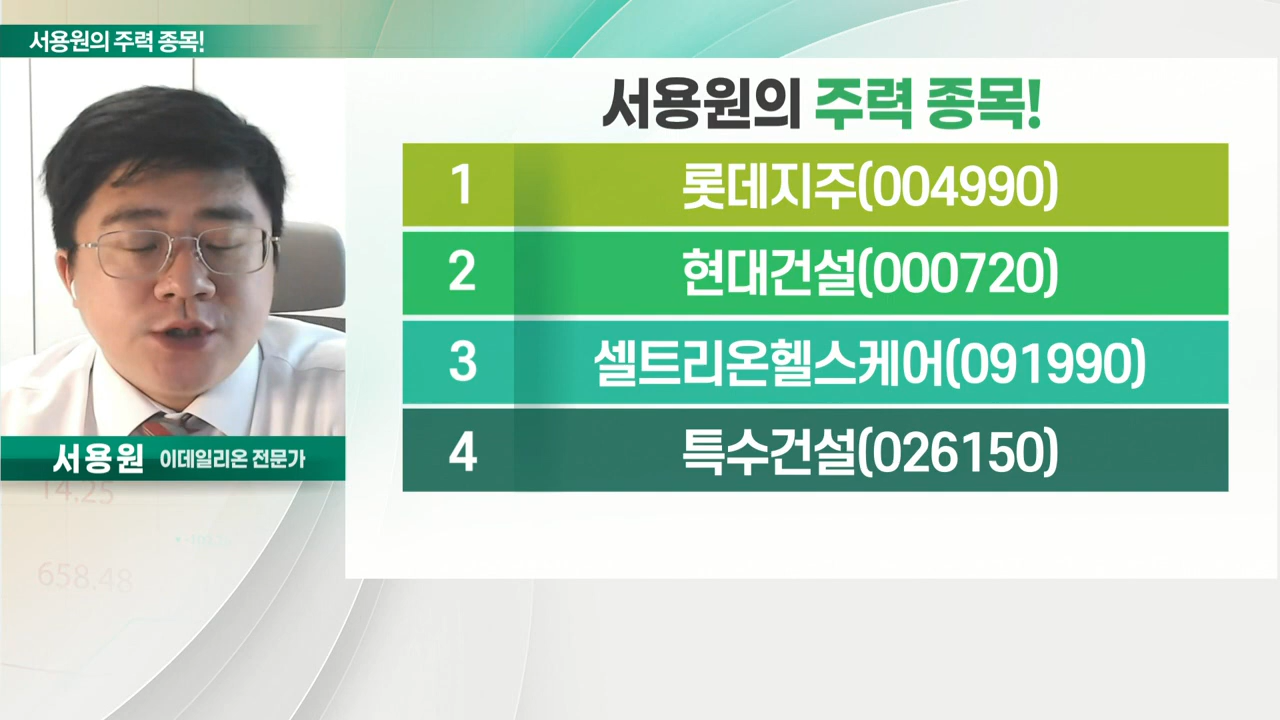 서용원의 주력 종목!
서용원의 주력 종목!
1 롯데지주(004990)
2 현대건설(000720)
3 셀트리온헬스케어(091990)
4 특수건설(026150)
서용원 이데일리온 전문가
14.25
658.48